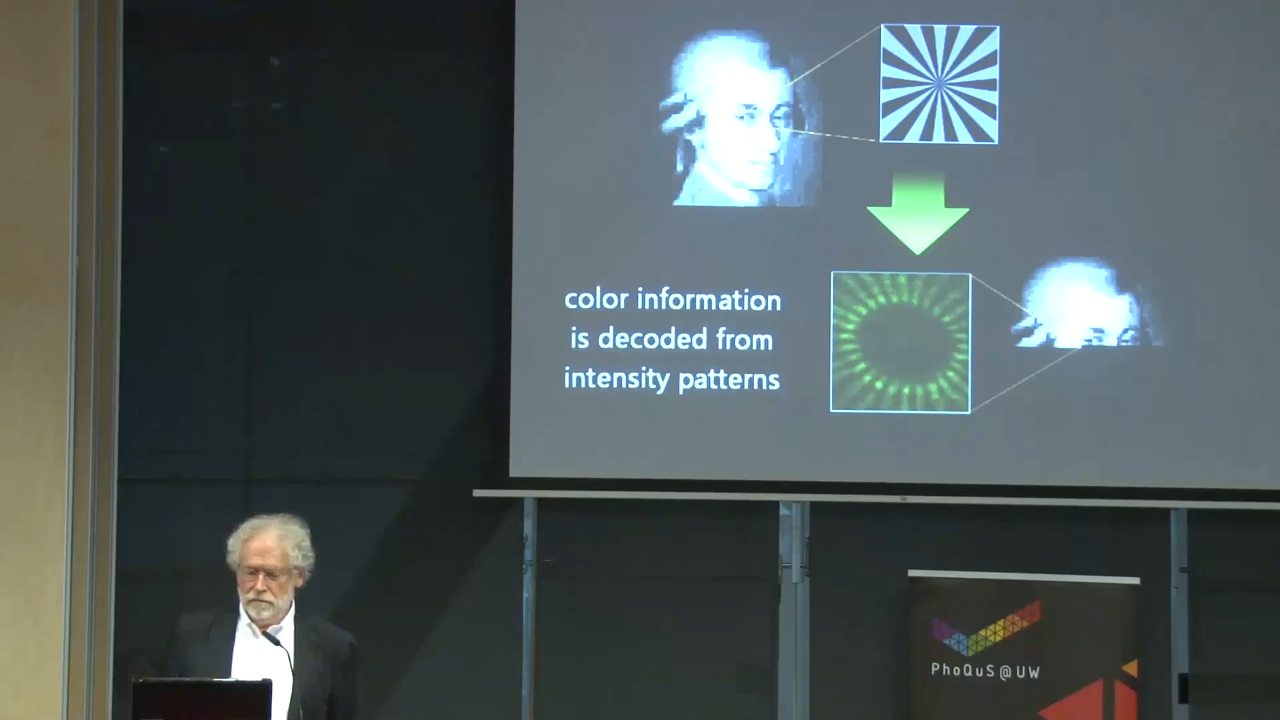 color information
is decoded from
intensity patterns
PhoQuS@UW